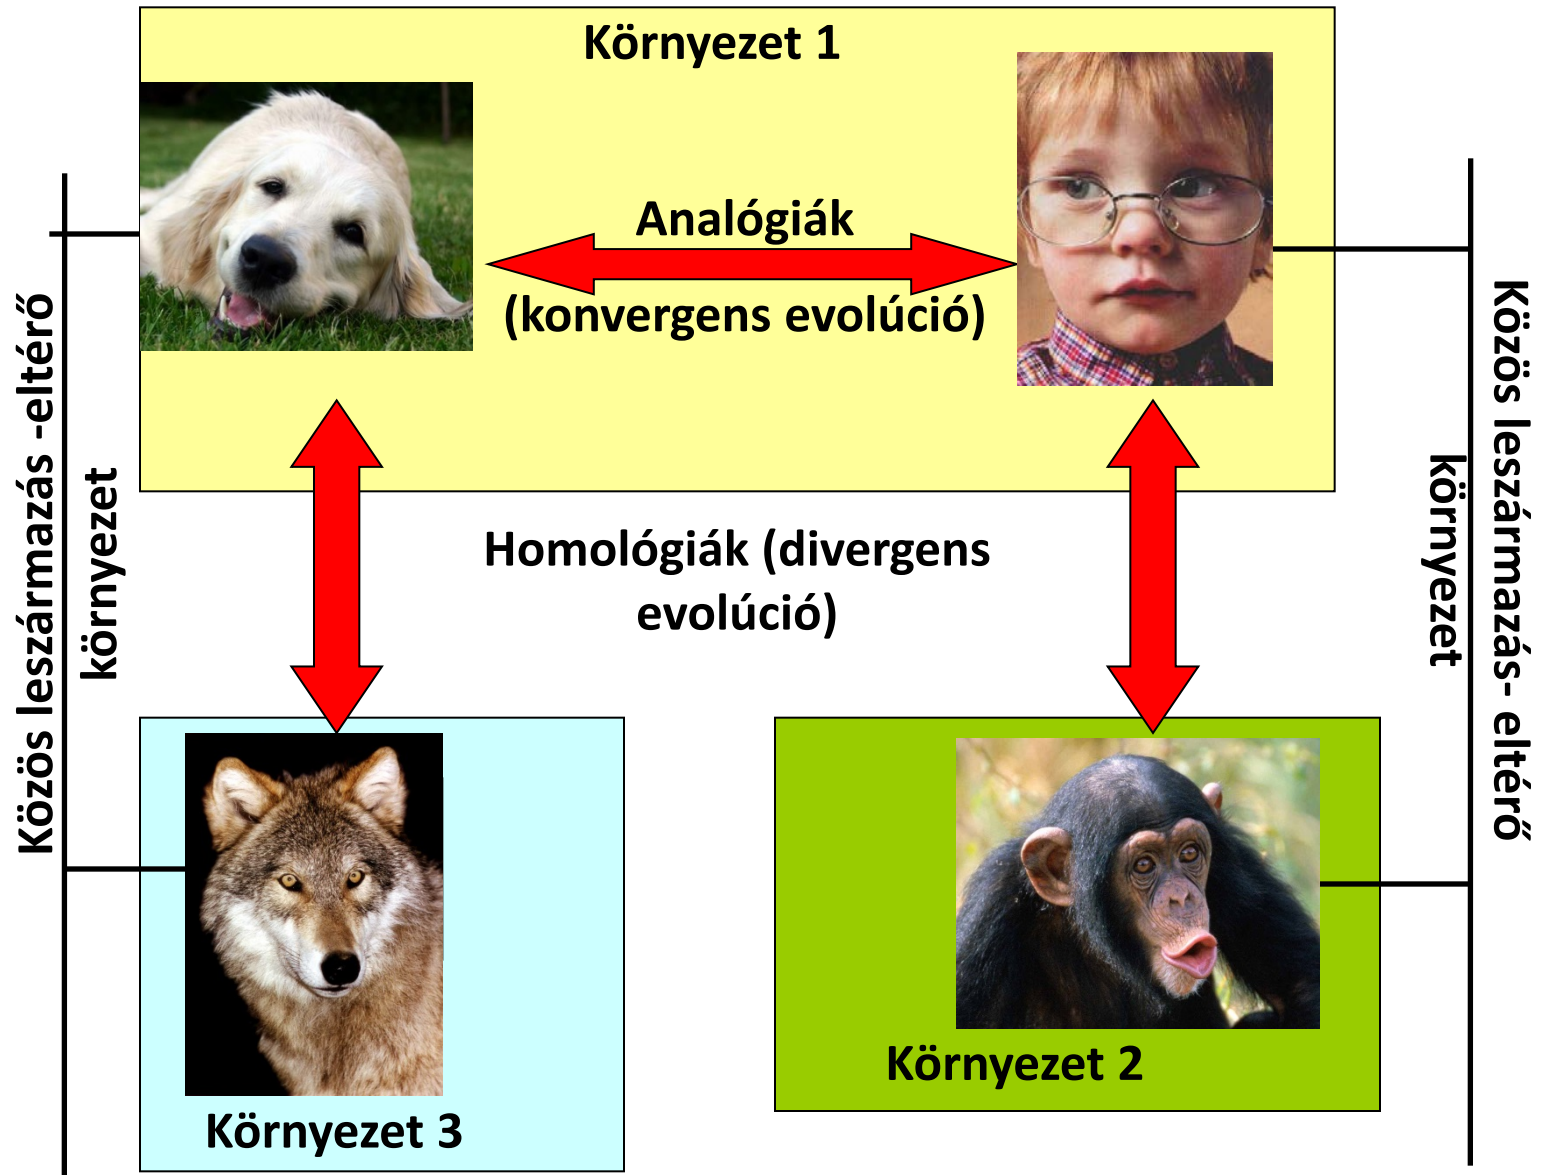 Környezet 1
Analógiák
(konvergens evolúció)
Közös leszármazás -eltérő
környezet
Homológiák (divergens
evolúció)
Közös leszármazás- eltérő
környezet
Környezet 2
Környezet 3